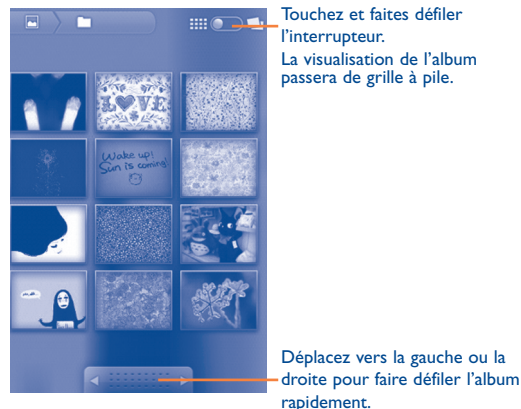 Touchez et faites défiler
l'interrupteur.
La visualisation de l'album
passera de grille à pile.
LOVE
Wake up!
Sun is coming!
Déplacez vers la gauche ou la
droite pour faire défiler l'album
rapidement.